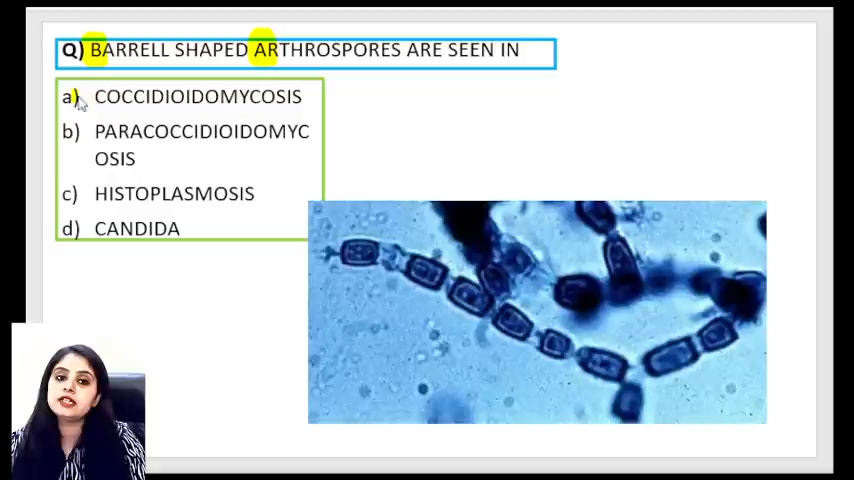 Q) BARRELL SHAPED ARTHROSPORES ARE SEEN IN
a) COCCIDIOIDOMYCOSIS
b) PARACOCCIDIOIDOMYC
OSIS
c) HISTOPLASMOSIS
d) CANDIDA